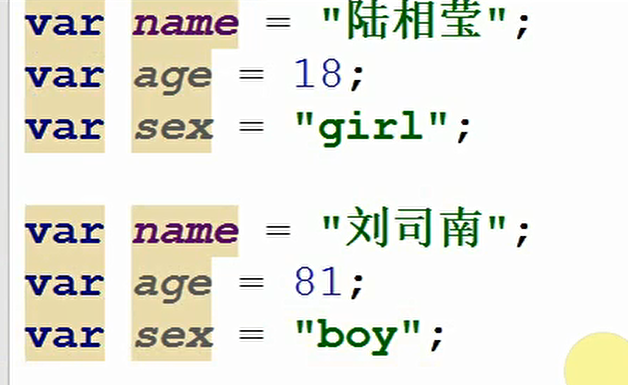 var name = "陆相莹";
var age = 18;
var sex = "girl";
var name = "刘司南";
var age = 81;
var sex = "boy";